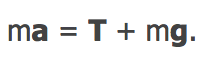 ma = T + mg.